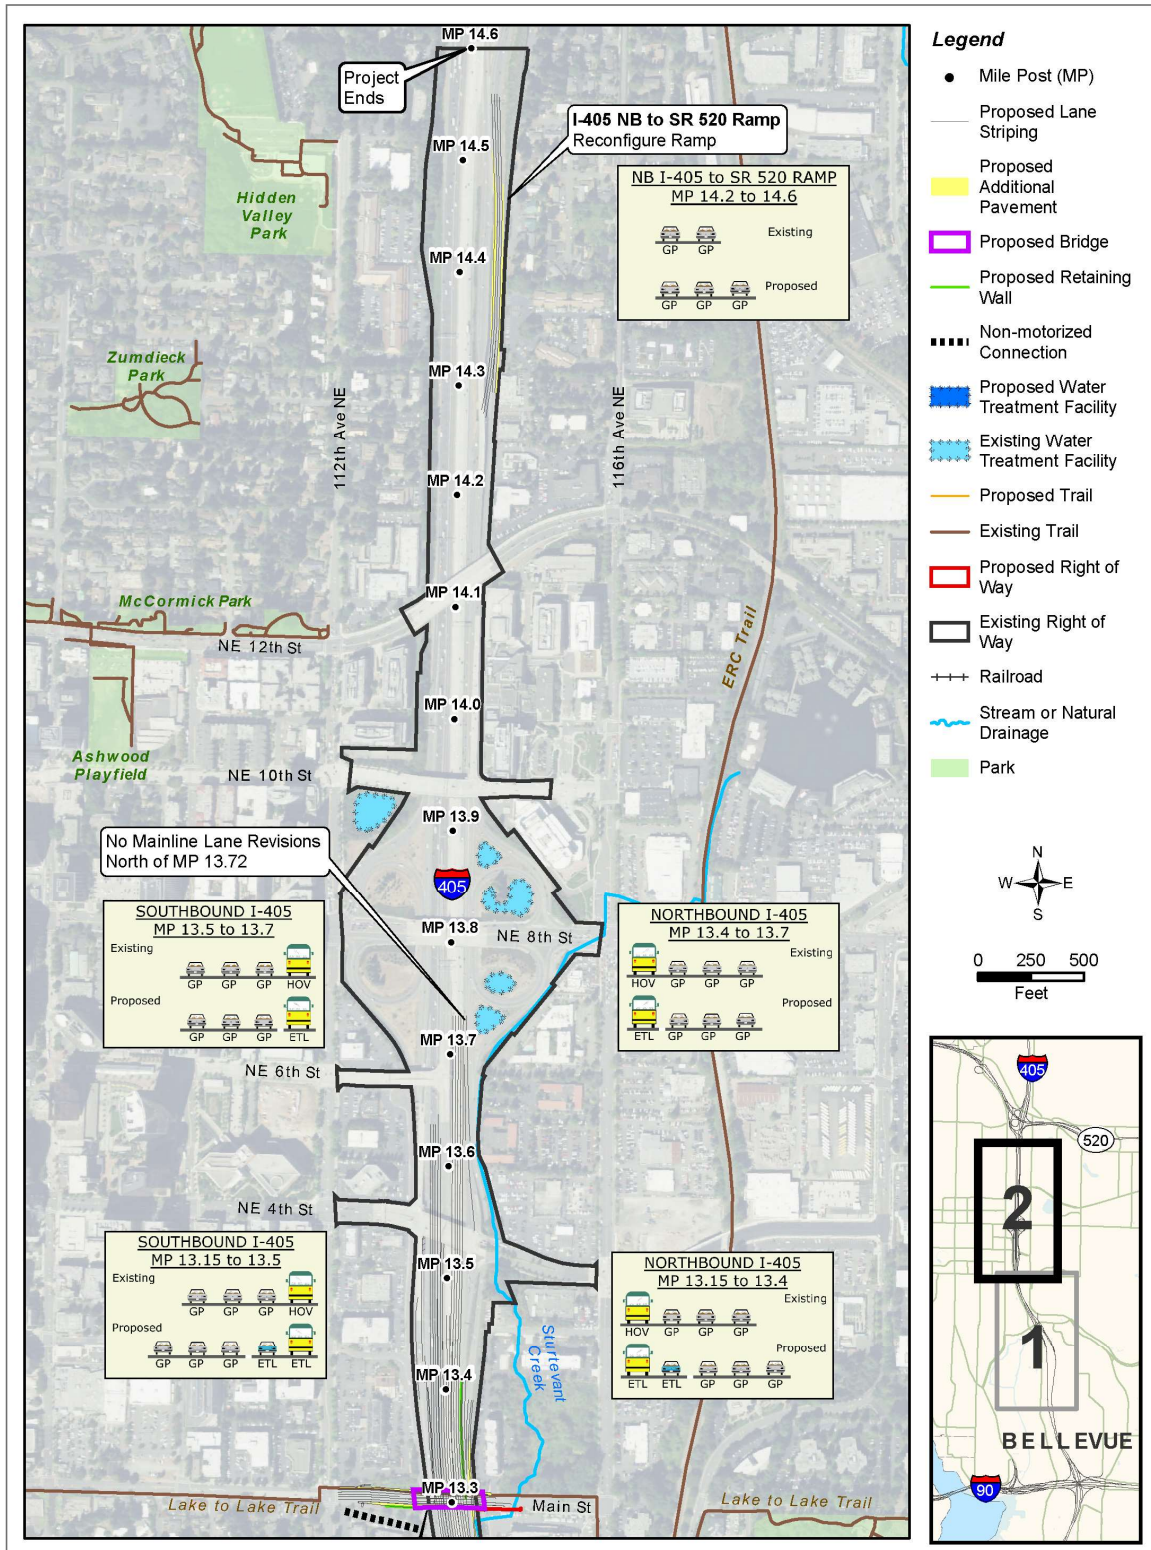 MP 14.6
Project
Ends
I-405 NB to SR 520 Ramp
Reconfigure Ramp
MP 14.5
NB I-405 to SR 520 RAMP
MP 14.2 to 14.6
Existing
GP GP
Proposed
GP GP GP
Hidden
Valley
Park
MP 14.4
Zumdieck
Park
MP 14.3
112th Ave NE
116th Ave NE
MP 14.2
MP 14.1
McCormick Park
NE 12th St
ERC Trail
MP 14.0
Ashwood
Playfield
NE 10th St
MP 13.9
No Mainline Lane Revisions
North of MP 13.72
405
SOUTHBOUND I-405
MP 13.5 to 13.7
Existing
GP GP GP HOV
Proposed
GP GP GP ETL
MP 13.8
NE 8th St
NORTHBOUND I-405
MP 13.4 to 13.7
Existing
HOV GP GP GP
Proposed
ETL GP GP GP
MP 13.7
NE 6th St
MP 13.6
NE 4th St
SOUTHBOUND I-405
MP 13.15 to 13.5
Existing
GP GP GP HOV
Proposed
GP GP GP ETL ETL
MP 13.5
NORTHBOUND I-405
MP 13.15 to 13.4
Existing
HOV GP GP GP
Proposed
ETL ETL GP GP GP
Sturtevant
Creek
MP 13.4
MP 13.3
Lake to Lake Trail
Main St
Lake to Lake Trail
Legend
Mile Post (MP)
Proposed Lane
Striping
Proposed
Additional
Pavement
Proposed Bridge
Proposed Retaining
Wall
Non-motorized
Connection
Proposed Water
Treatment Facility
Existing Water
Treatment Facility
Proposed Trail
Existing Trail
Proposed Right of
Way
Existing Right of
Way
Railroad
Stream or Natural
Drainage
Park
N
W E
S
0 250 500
Feet
405
520
2
1
BELLEVUE
90